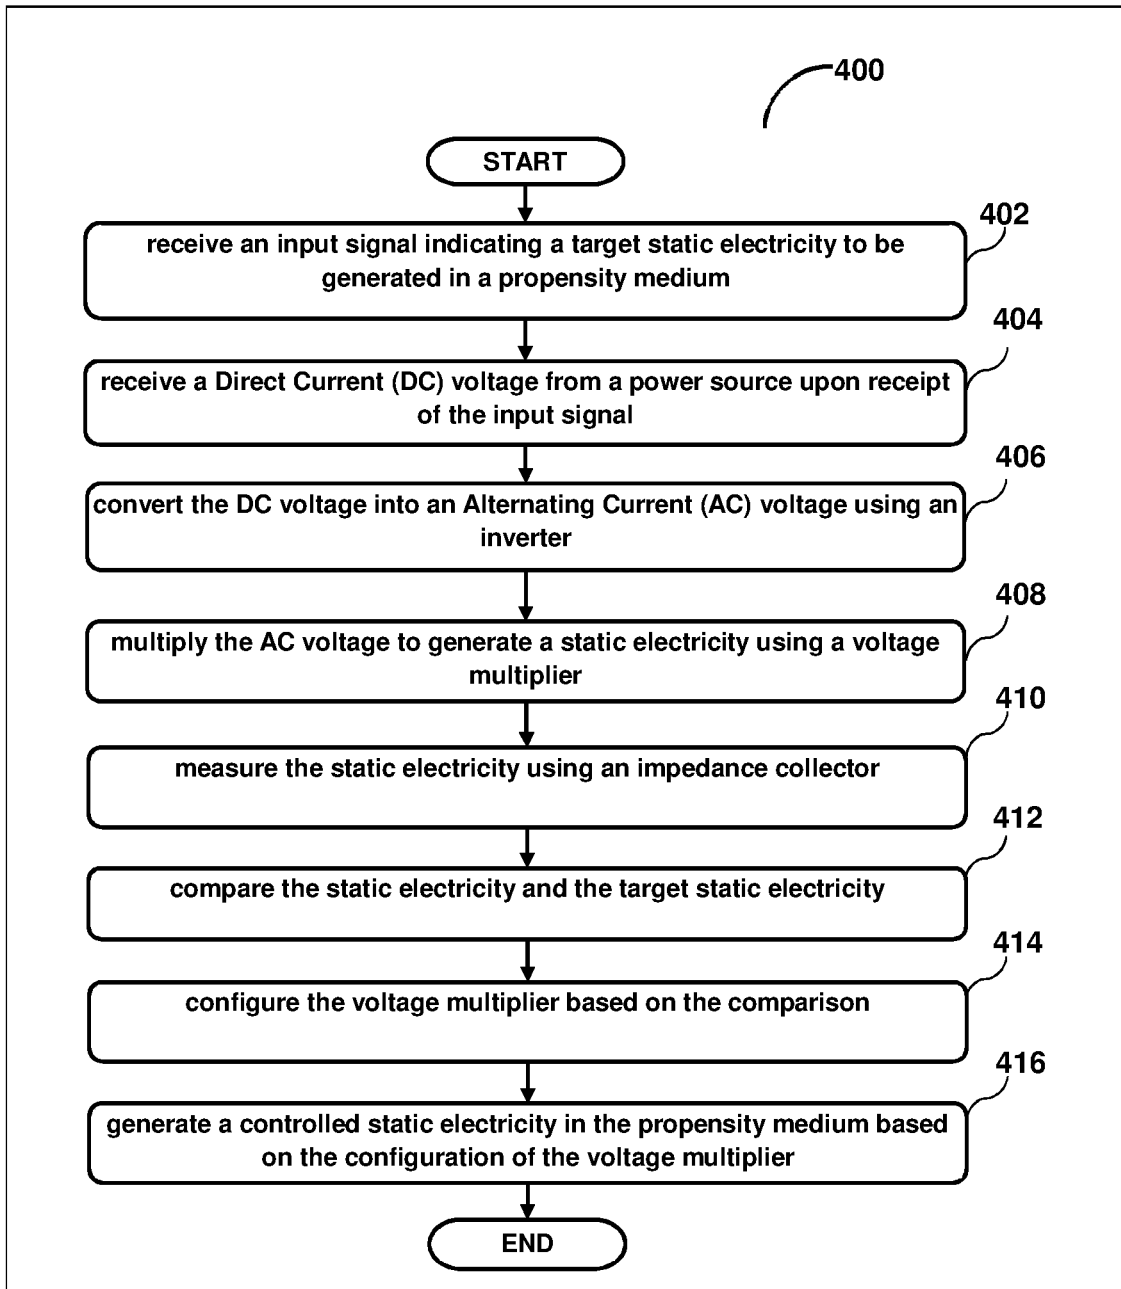 400
START
402
receive an input signal indicating a target static electricity to be
generated in a propensity medium
404
receive a Direct Current (DC) voltage from a power source upon receipt
of the input signal
406
convert the DC voltage into an Alternating Current (AC) voltage using an
inverter
408
multiply the AC voltage to generate a static electricity using a voltage
multiplier
410
measure the static electricity using an impedance collector
412
compare the static electricity and the target static electricity
414
configure the voltage multiplier based on the comparison
416
generate a controlled static electricity in the propensity medium based
on the configuration of the voltage multiplier
END